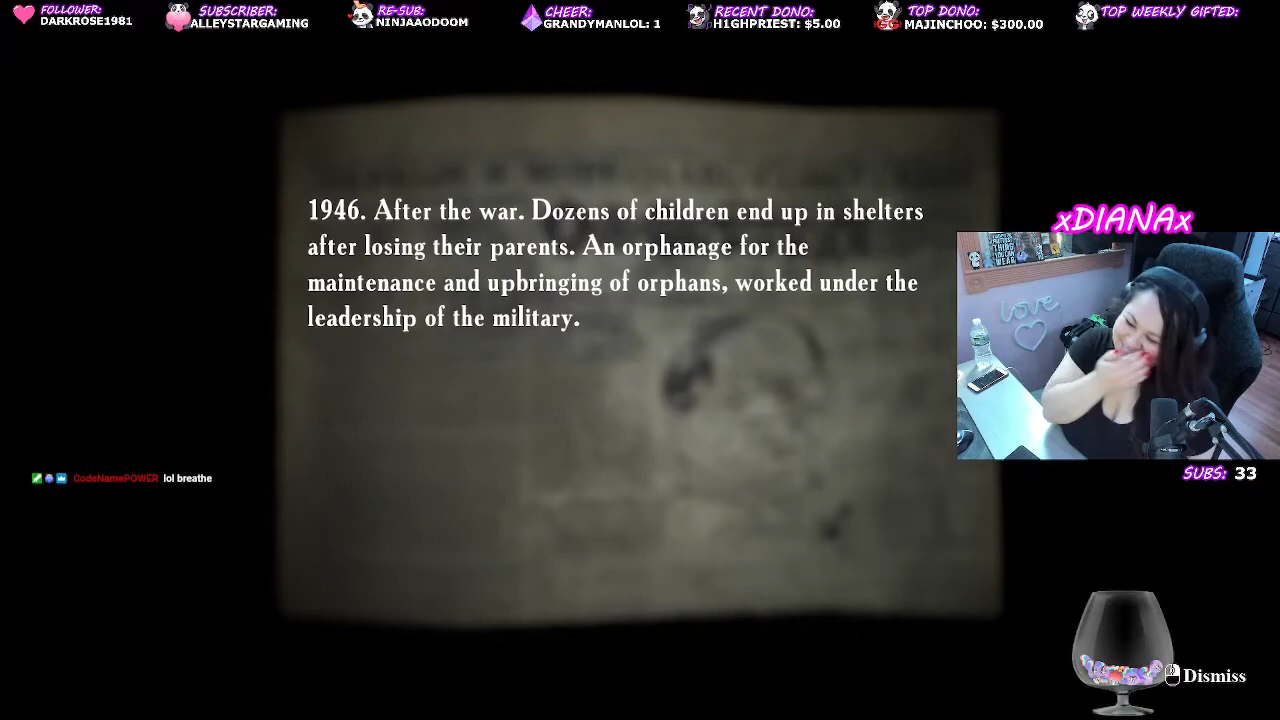 FOLLOWER:
DARKROSE1981
SUBSCRIBER:
ALLEYSTARGAMING
RE-SUB:
NINJAAODOOM
CHEER:
GRANDYMANLOL: 1
RECENT DONO:
H1GHPRIEST: $5.00
TOP DONO:
MAJINCHOO: $300.00
TOP WEEKLY GIFTED:
1946. After the war. Dozens of children end up in shelters
after losing their parents. An orphanage for the
maintenance and upbringing of orphans, worked under the
leadership of the military.
xDIANAx
love
CodeNamePOWER lol breathe
SUBS: 33
Dismiss